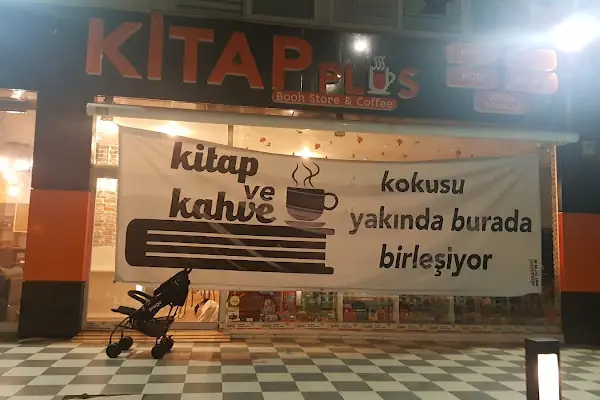 KİTAP PLUS
Book Store & Coffee
kitap
ve
kahve
kokusu
yakında burada
birleşiyor